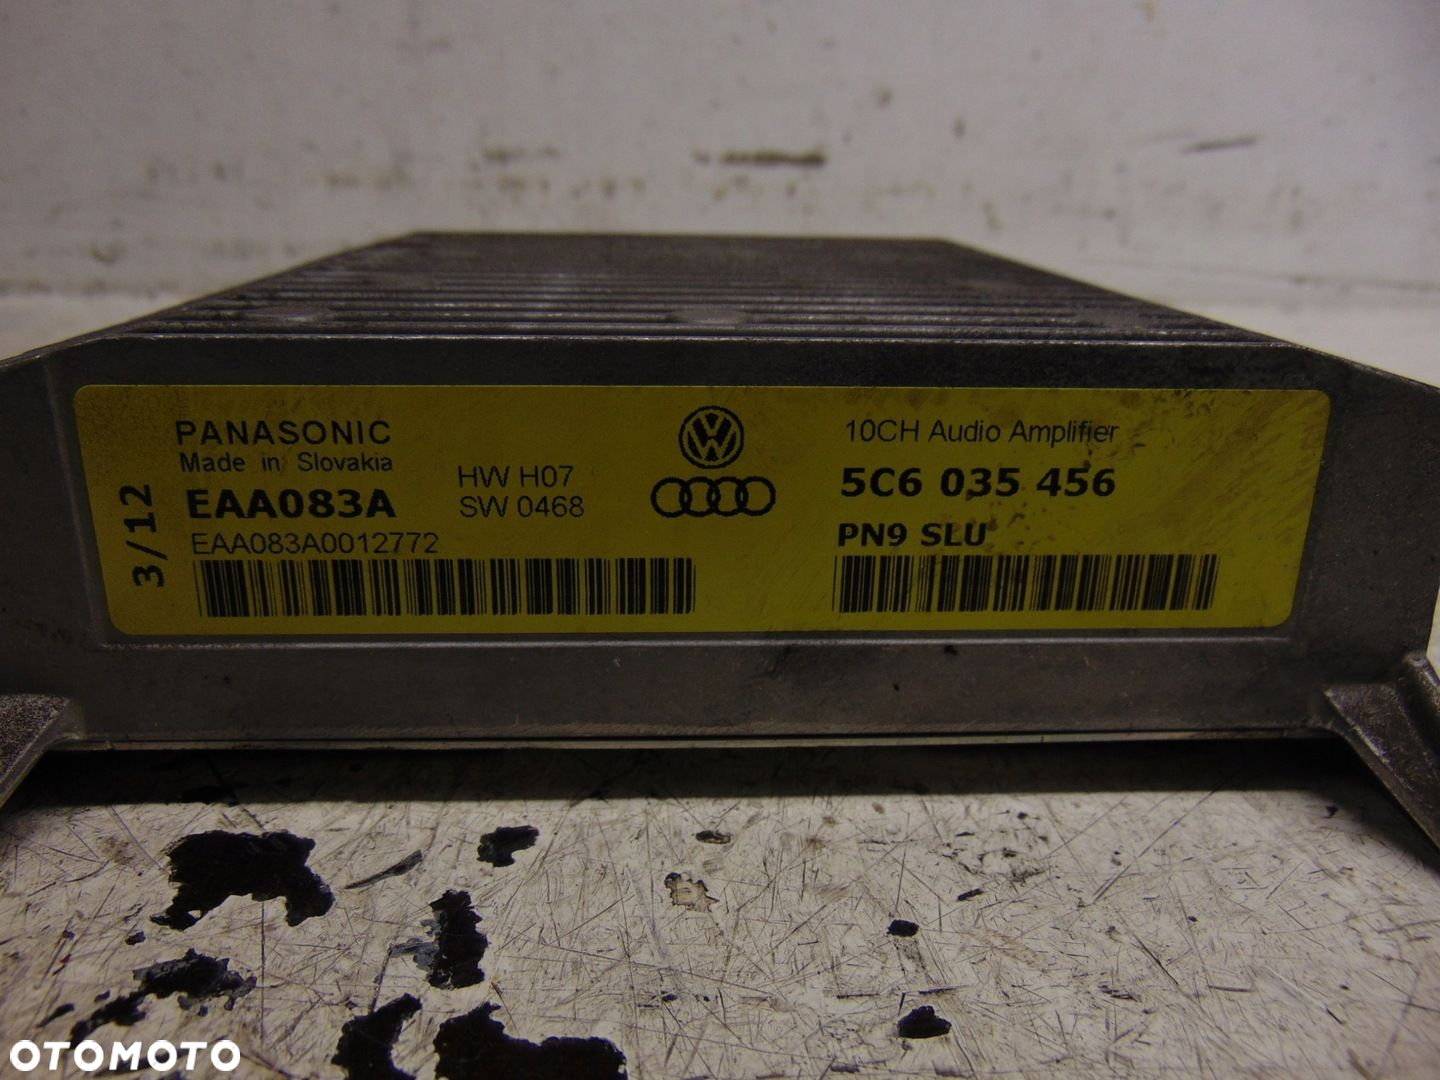 PANASONIC
Made in Slovakia
EAA083A
EAA083A0012772
3/12
HW H07
SW 0468
10CH Audio Amplifier
5C6 035 456
PN9 SLU
OTOMOTO